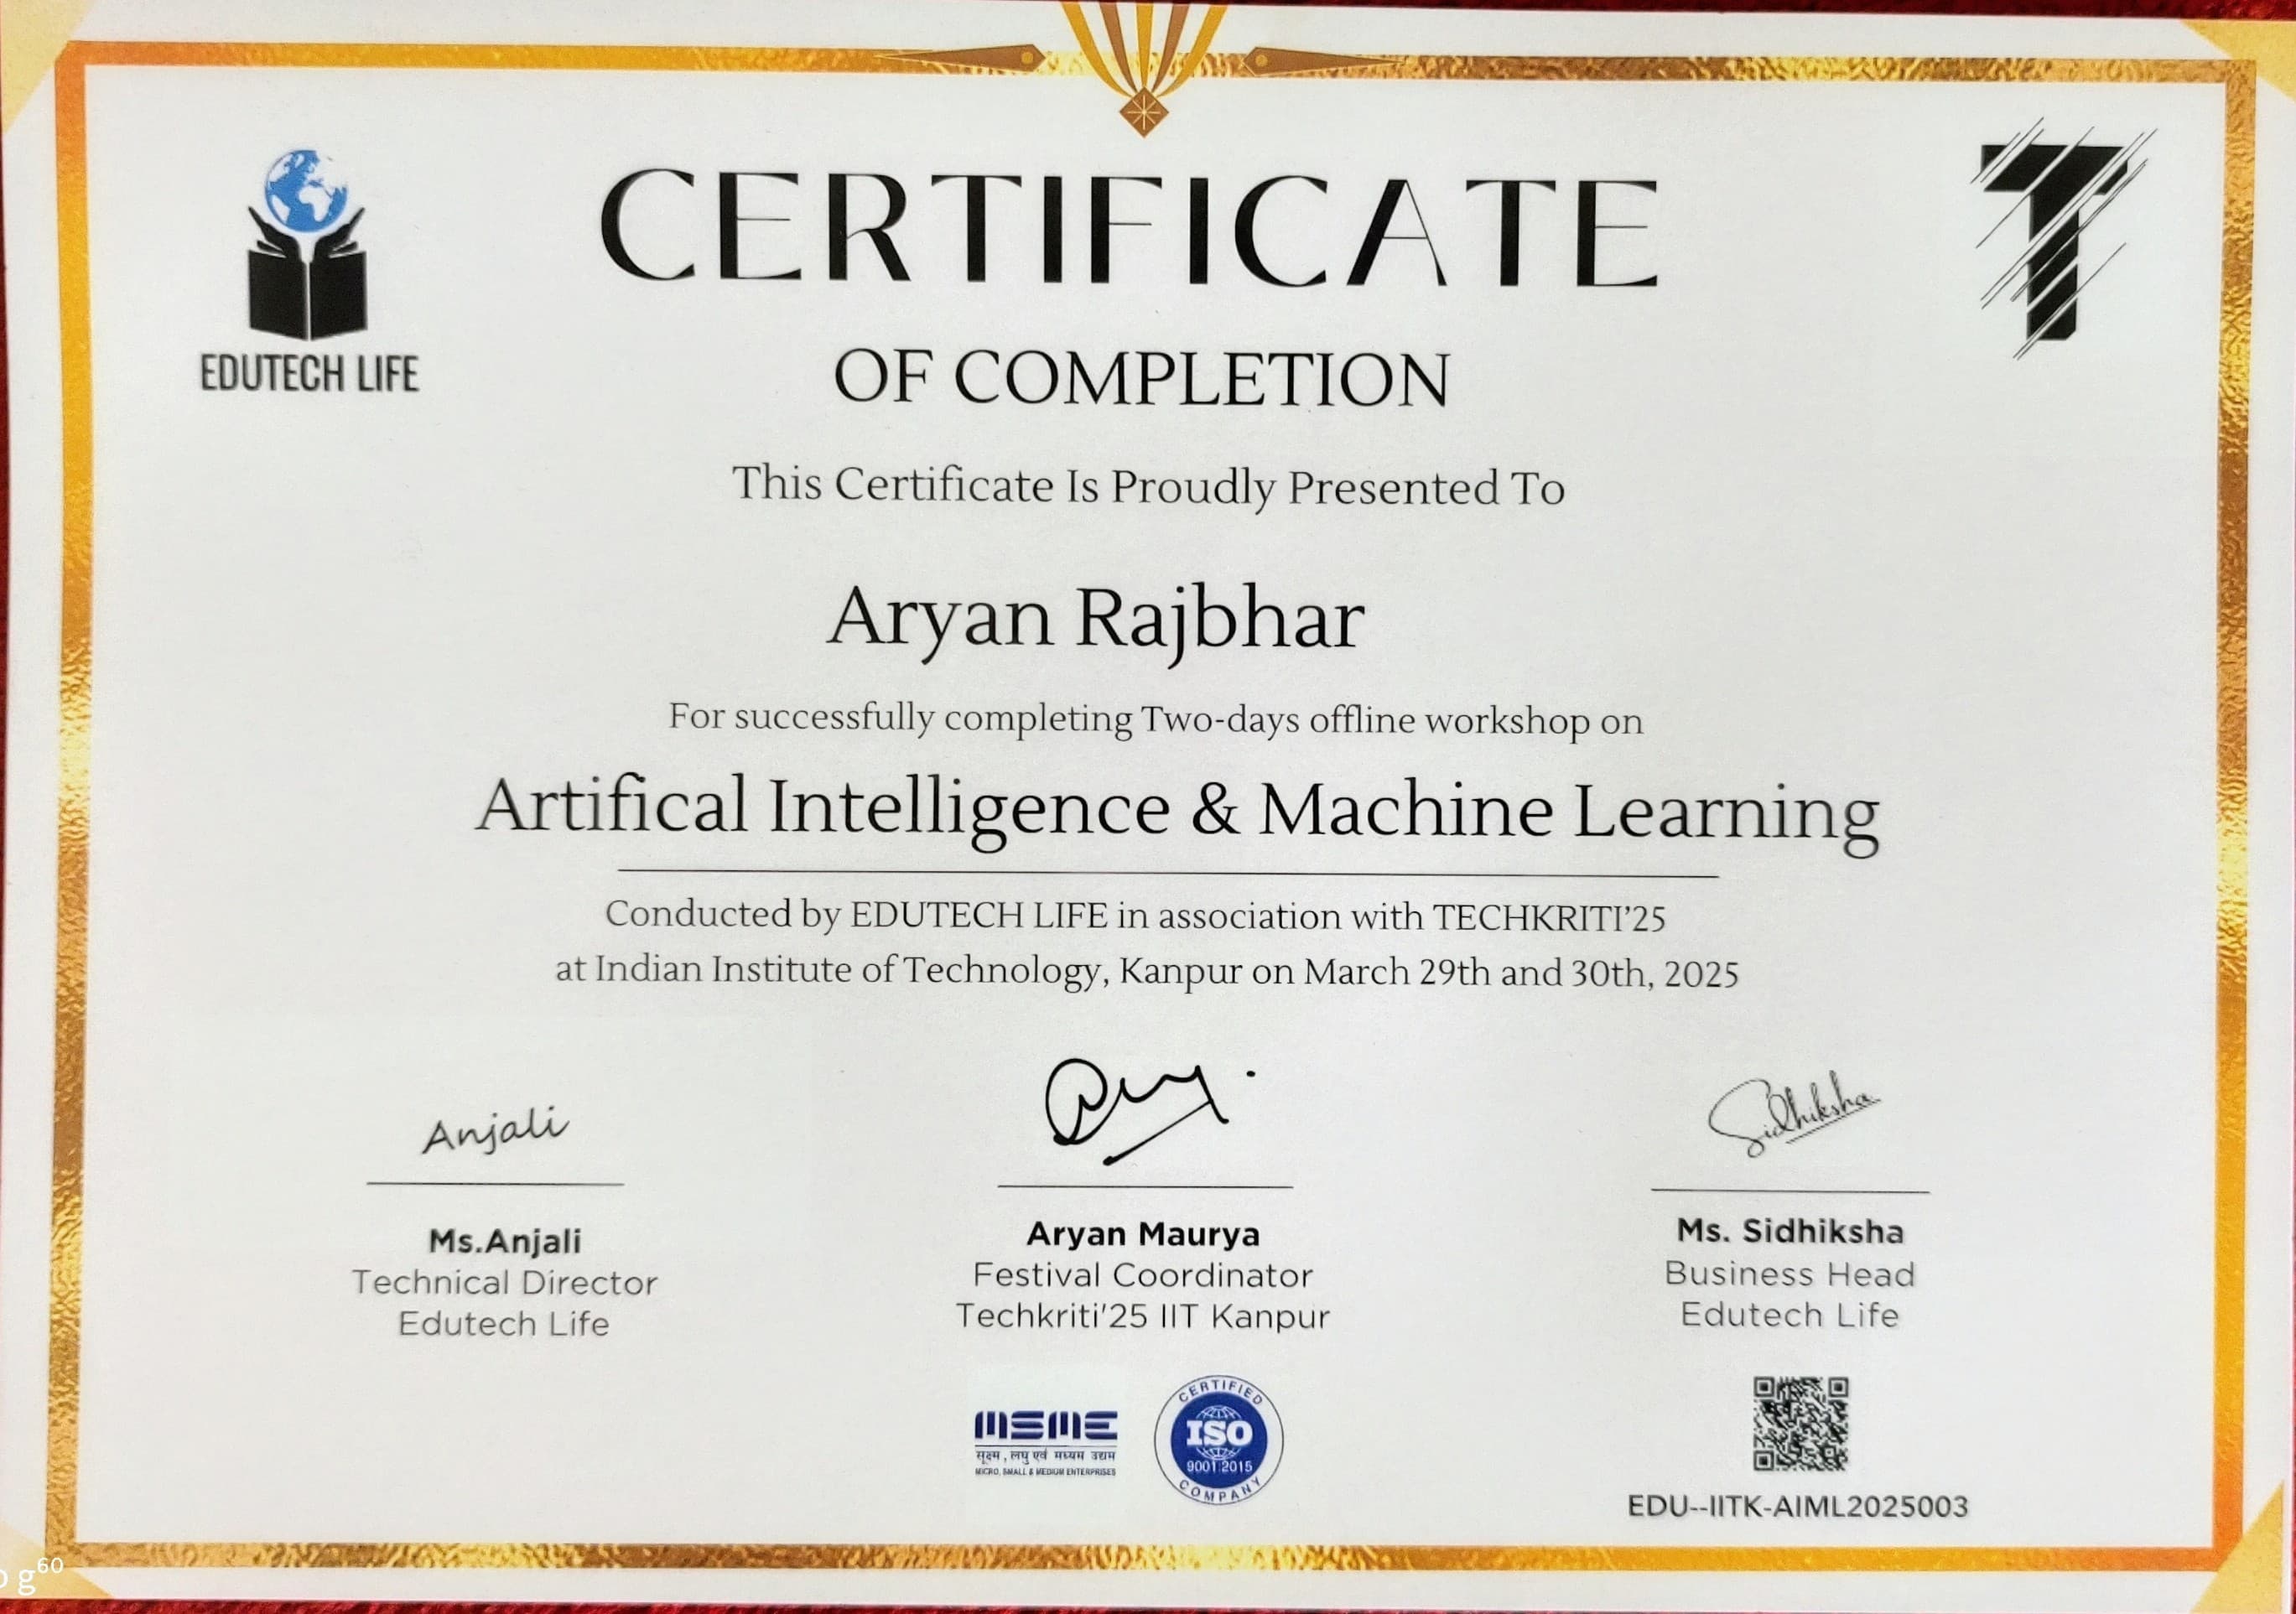 CERTIFICATE
EDUTECH LIFE
OF COMPLETION
This Certificate Is Proudly Presented To
Aryan Rajbhar
For successfully completing Two-days offline workshop on
Artifical Intelligence & Machine Learning
Conducted by EDUTECH LIFE in association with TECHKRITI'25
at Indian Institute of Technology, Kanpur on March 29th and 30th, 2025
Anjali
Sidhiksha
Ms.Anjali
Technical Director
Edutech Life
Aryan Maurya
Festival Coordinator
Techkriti'25 IIT Kanpur
Ms. Sidhiksha
Business Head
Edutech Life
MSME
सूक्ष्म, लघु एवं मध्यम उद्यम
MICRO, SMALL & MEDIUM ENTERPRISES
CERTIFIED
ISO
9001:2015
COMPANY
EDU--IITK-AIML2025003